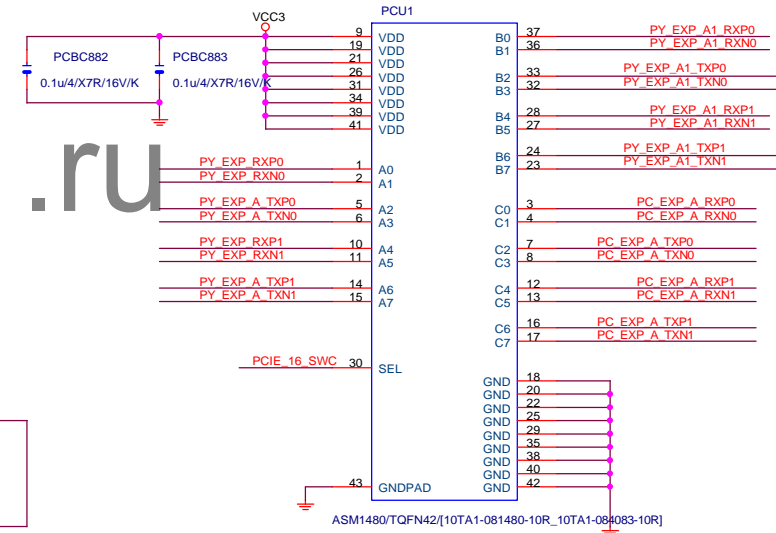 PCU1
VCC3
PCBC882
0.1u/4/X7R/16V/K
PCBC883
0.1u/4/X7R/16V/K
.ru
9 VDD
19 VDD
21 VDD
26 VDD
31 VDD
34 VDD
39 VDD
41 VDD
PY_EXP_RXP0 1 A0
PY_EXP_RXN0 2 A1
PY_EXP_A_TXP0 5 A2
PY_EXP_A_TXN0 6 A3
PY_EXP_RXP1 10 A4
PY_EXP_RXN1 11 A5
PY_EXP_A_TXP1 14 A6
PY_EXP_A_TXN1 15 A7
PCIE_16_SWC 30 SEL
43 GNDPAD
B0 37 PY_EXP_A1_RXP0
B1 36 PY_EXP_A1_RXN0
B2 33 PY_EXP_A1_TXP0
B3 32 PY_EXP_A1_TXN0
B4 28 PY_EXP_A1_RXP1
B5 27 PY_EXP_A1_RXN1
B6 24 PY_EXP_A1_TXP1
B7 23 PY_EXP_A1_TXN1
C0 3 PC_EXP_A_RXP0
C1 4 PC_EXP_A_RXN0
C2 7 PC_EXP_A_TXP0
C3 8 PC_EXP_A_TXN0
C4 12 PC_EXP_A_RXP1
C5 13 PC_EXP_A_RXN1
C6 16 PC_EXP_A_TXP1
C7 17 PC_EXP_A_TXN1
GND 18
GND 20
GND 22
GND 25
GND 29
GND 35
GND 38
GND 40
GND 42
ASM1480/TQFN42/[10TA1-081480-10R_10TA1-084083-10R]